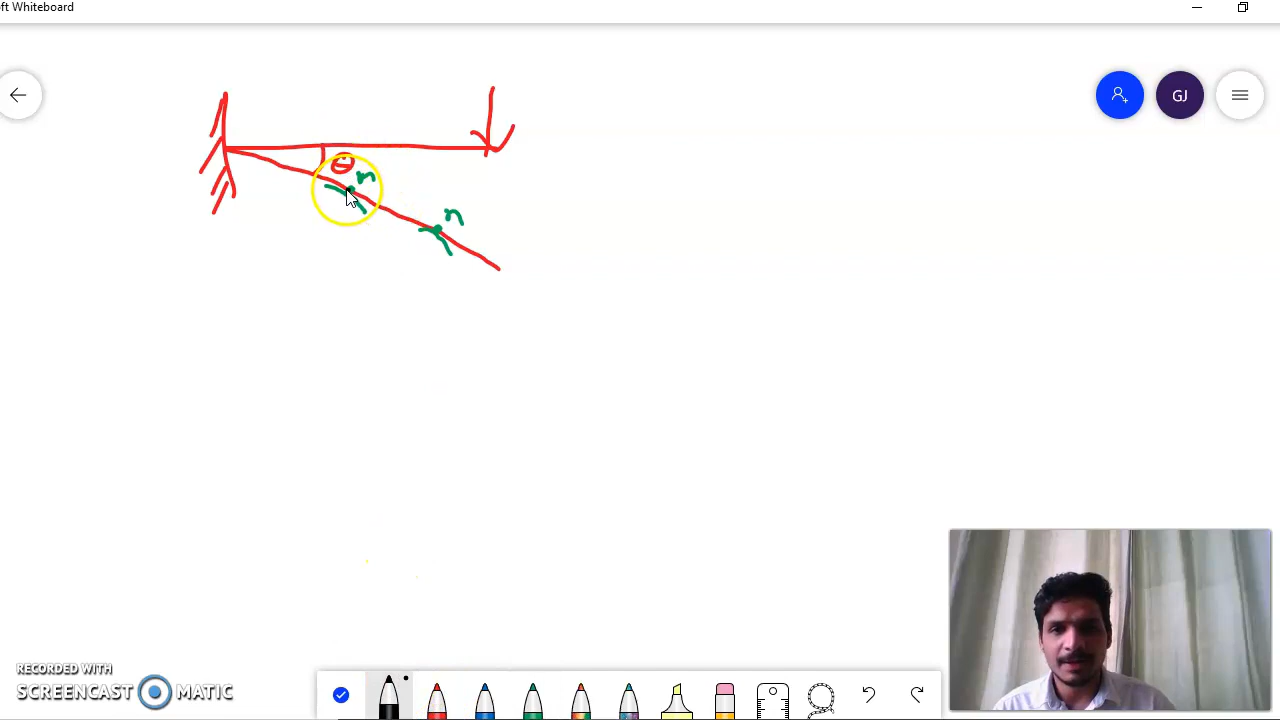 ft Whiteboard
GJ
θ
m
n
RECORDED WITH
SCREENCAST MATIC